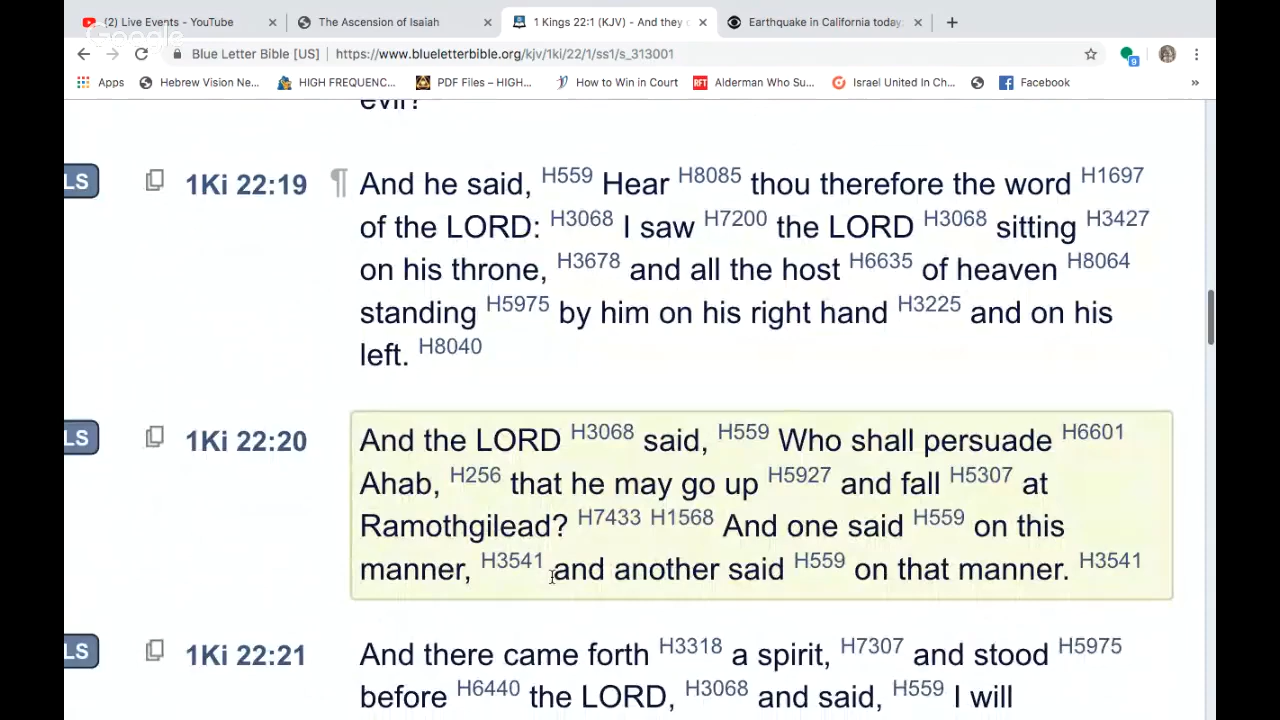 (2) Live Events - YouTube
The Ascension of Isaiah
1 Kings 22:1 (KJV) - And they c
Earthquake in California today:
Google
Blue Letter Bible [US] | https://www.blueletterbible.org/kjv/1ki/22/1/ss1/s_313001
9
Apps
Hebrew Vision Ne...
HIGH FREQUENC...
PDF Files – HIGH...
How to Win in Court
RFT
Alderman Who Su...
Israel United In Ch...
Facebook
»
evil?
LS
1Ki 22:19
¶ And he said, H559 Hear H8085 thou therefore the word H1697
of the LORD: H3068 I saw H7200 the LORD H3068 sitting H3427
on his throne, H3678 and all the host H6635 of heaven H8064
standing H5975 by him on his right hand H3225 and on his
left. H8040
LS
1Ki 22:20
And the LORD H3068 said, H559 Who shall persuade H6601
Ahab, H256 that he may go up H5927 and fall H5307 at
Ramothgilead? H7433 H1568 And one said H559 on this
manner, H3541 and another said H559 on that manner. H3541
LS
1Ki 22:21
And there came forth H3318 a spirit, H7307 and stood H5975
before H6440 the LORD, H3068 and said, H559 I will